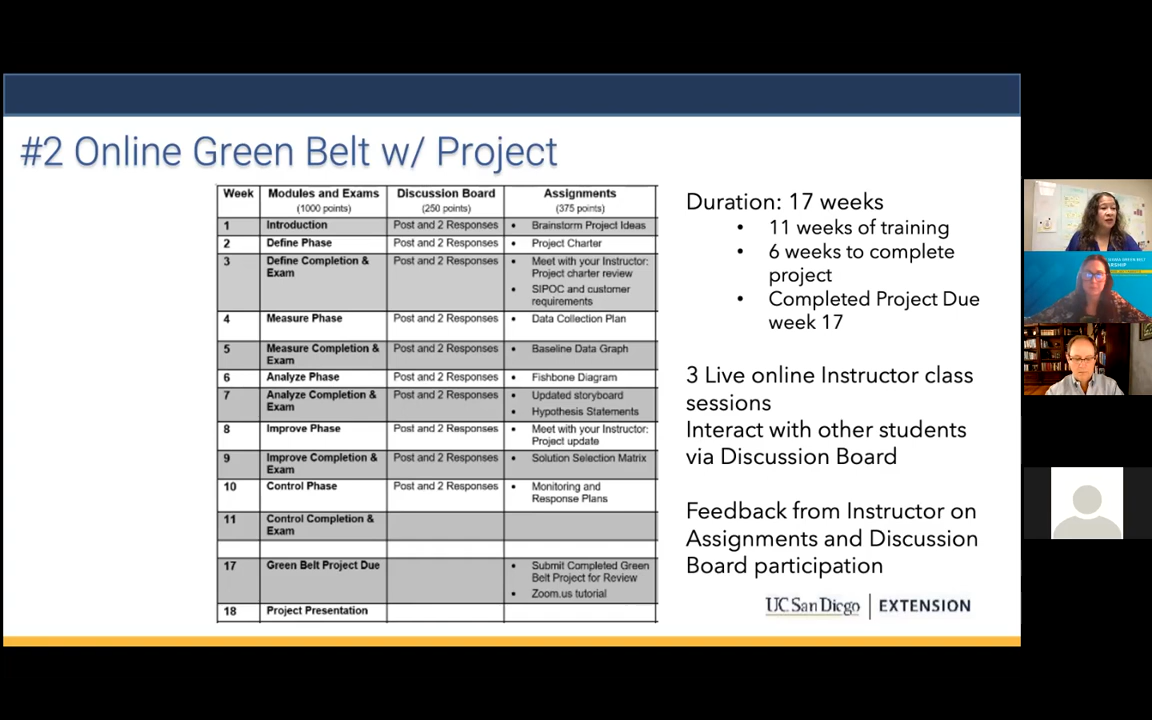 #2 Online Green Belt w/ Project
Week Modules and Exams Discussion Board Assignments
(1000 points) (250 points) (375 points)
1 Introduction Post and 2 Responses • Brainstorm Project Ideas
2 Define Phase Post and 2 Responses • Project Charter
3 Define Completion & Post and 2 Responses • Meet with your Instructor:
Exam Project charter review
• SIPOC and customer
requirements
4 Measure Phase Post and 2 Responses • Data Collection Plan
5 Measure Completion & Post and 2 Responses • Baseline Data Graph
Exam
6 Analyze Phase Post and 2 Responses • Fishbone Diagram
7 Analyze Completion & Post and 2 Responses • Updated storyboard
Exam • Hypothesis Statements
8 Improve Phase Post and 2 Responses • Meet with your Instructor:
Project update
9 Improve Completion & Post and 2 Responses • Solution Selection Matrix
Exam
10 Control Phase Post and 2 Responses • Monitoring and
Response Plans
11 Control Completion &
Exam
17 Green Belt Project Due • Submit Completed Green
Belt Project for Review
• Zoom.us tutorial
18 Project Presentation
Duration: 17 weeks
• 11 weeks of training
• 6 weeks to complete
project
• Completed Project Due
week 17
3 Live online Instructor class
sessions
Interact with other students
via Discussion Board
Feedback from Instructor on
Assignments and Discussion
Board participation
UC San Diego | EXTENSION